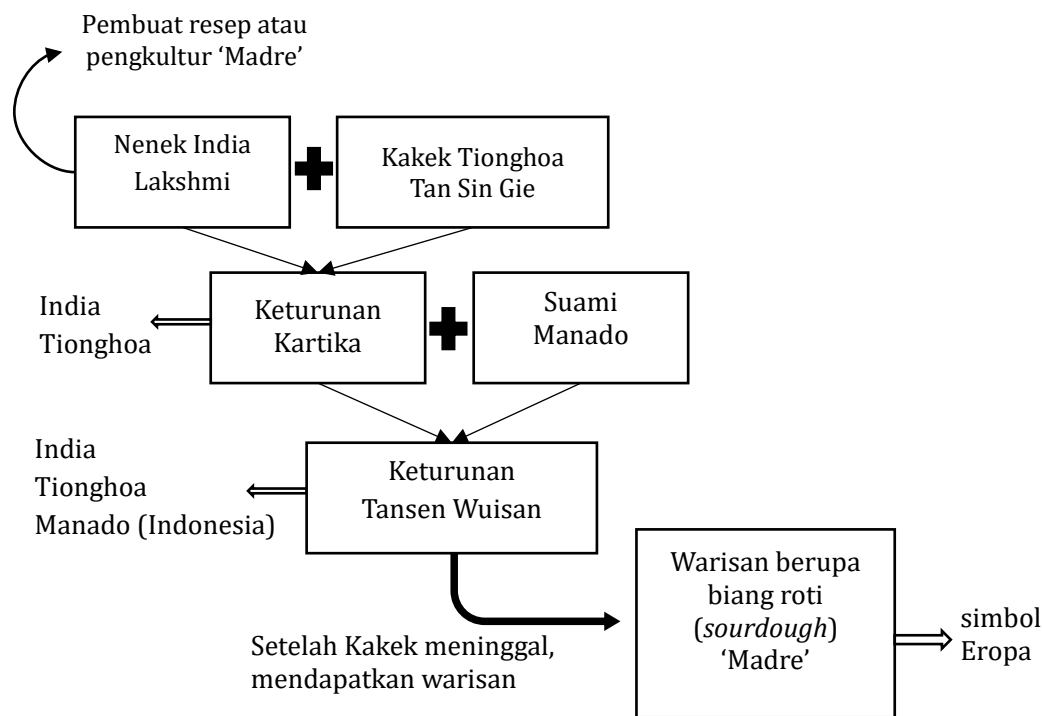 Pembuat resep atau
pengkultur ‘Madre’
Nenek India
Lakshmi
Kakek Tionghoa
Tan Sin Gie
India
Tionghoa
Keturunan
Kartika
Suami
Manado
India
Tionghoa
Manado (Indonesia)
Keturunan
Tansen Wuisan
Setelah Kakek meninggal,
mendapatkan warisan
Warisan berupa
biang roti
(sourdough)
‘Madre’
simbol
Eropa